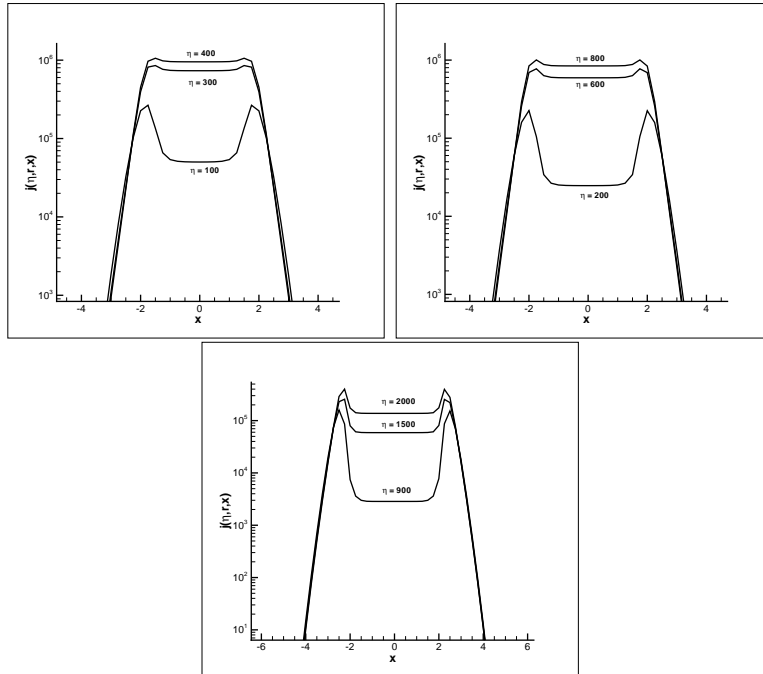 10⁶
10⁵
10⁴
10³
j(η,r,x)
η = 400
η = 300
η = 100
-4 -2 0 2 4
x
10⁶
10⁵
10⁴
10³
j(η,r,x)
η = 800
η = 600
η = 200
-4 -2 0 2 4
x
10⁵
10⁴
10³
10²
10¹
j(η,r,x)
η = 2000
η = 1500
η = 900
-6 -4 -2 0 2 4 6
x